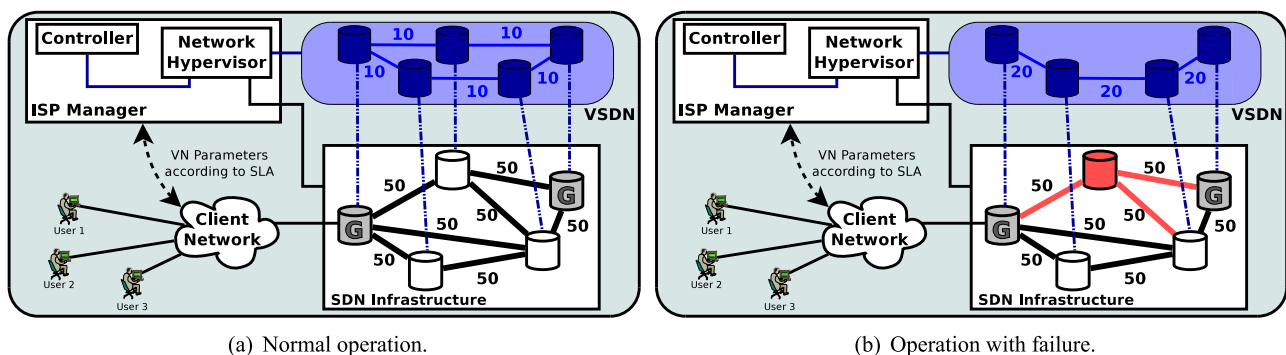 Controller
Network
Hypervisor
ISP Manager
10
10
10
10
10
VSDN
VN Parameters
according to SLA
User 1
User 2
User 3
Client
Network
50
50
50
50
50
50
50
G
G
SDN Infrastructure
(a) Normal operation.
Controller
Network
Hypervisor
ISP Manager
20
20
20
VSDN
VN Parameters
according to SLA
User 1
User 2
User 3
Client
Network
50
50
50
50
50
50
50
G
G
SDN Infrastructure
(b) Operation with failure.